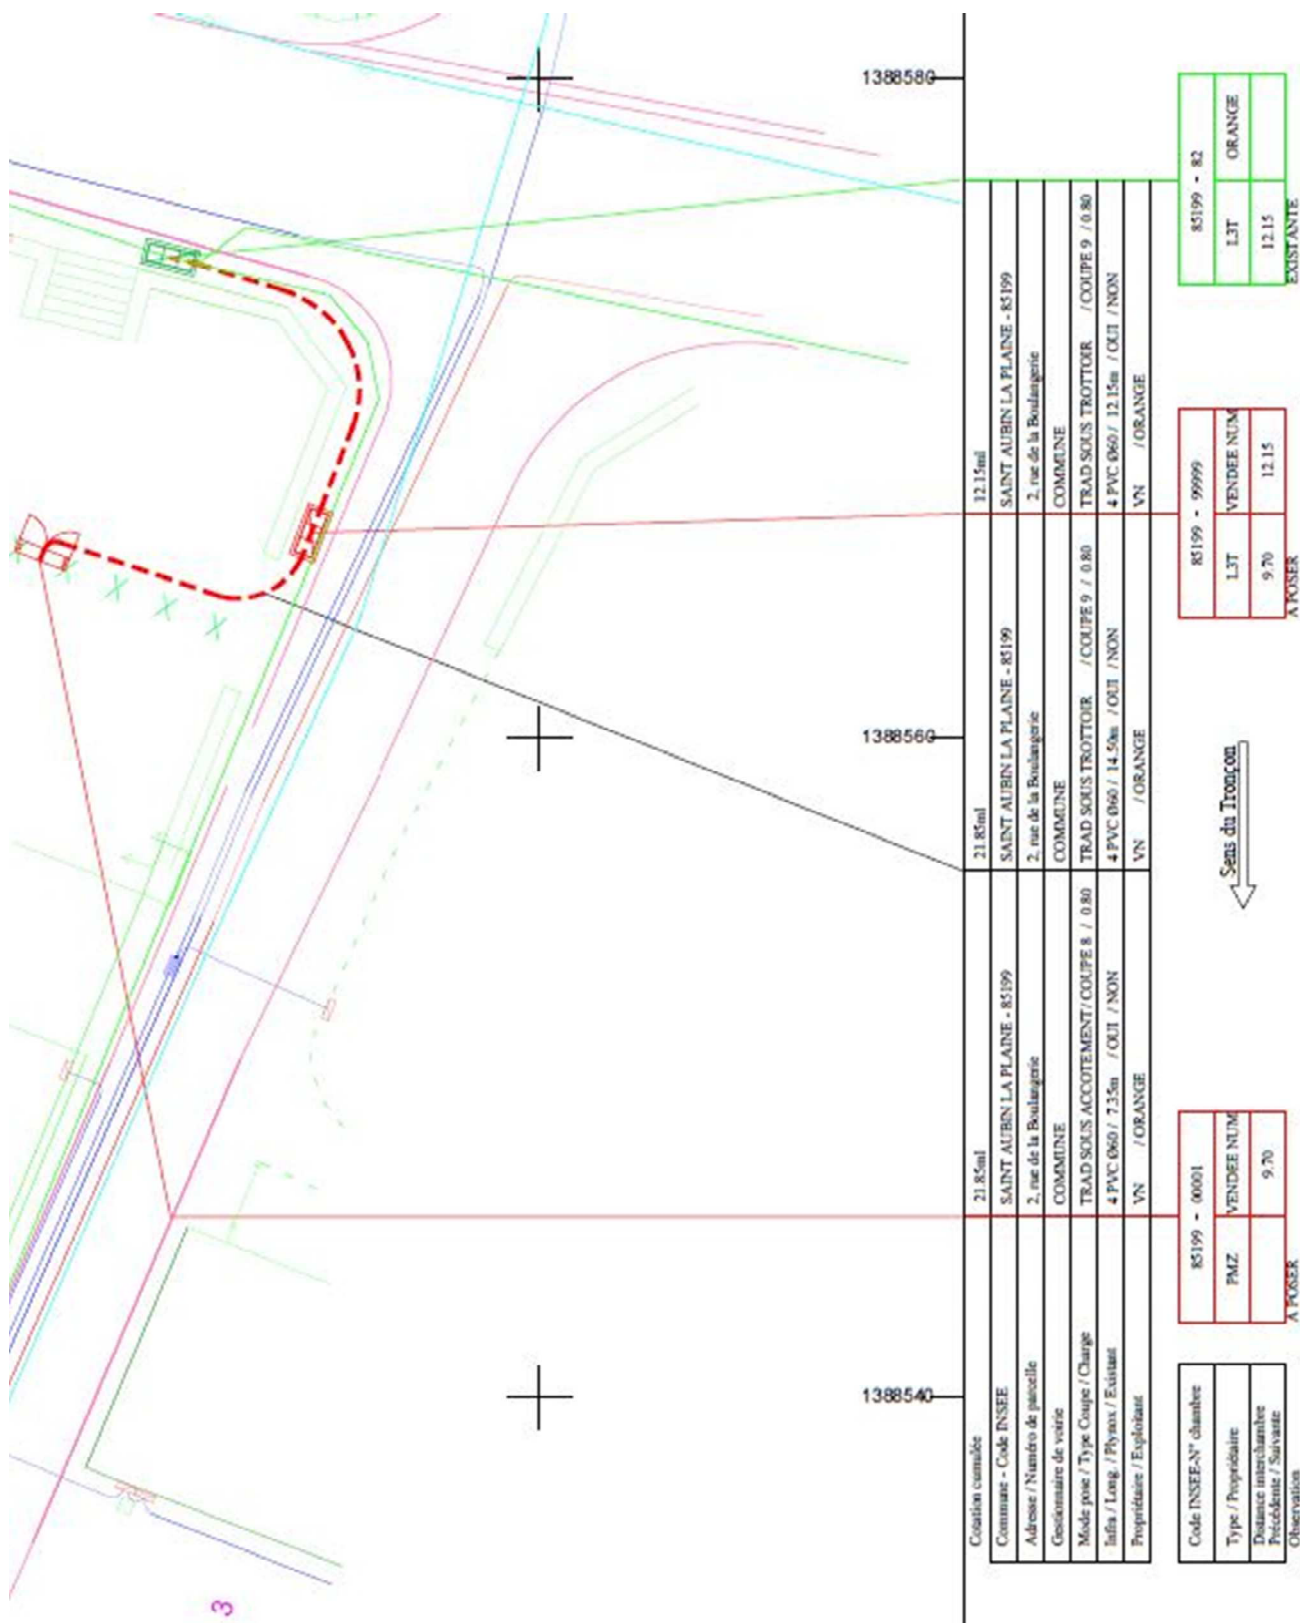 1388580
1388560
1388540
3
Cotation cumulée
21.85ml
21.85ml
12.15ml
Commune - Code INSEE
SAINT AUBIN LA PLAINE - 85199
SAINT AUBIN LA PLAINE - 85199
SAINT AUBIN LA PLAINE - 85199
Adresse / Numéro de parcelle
2, rue de la Boulangerie
2, rue de la Boulangerie
2, rue de la Boulangerie
Gestionnaire de voirie
COMMUNE
COMMUNE
COMMUNE
Mode pose / Type Coupe / Charge
TRAD SOUS ACCOTEMENT / COUPE 8 / 0.80
TRAD SOUS TROTTOIR / COUPE 9 / 0.80
TRAD SOUS TROTTOIR / COUPE 9 / 0.80
Infra / Long. / Plynox / Existant
4 PVC Ø60 / 7.35m / OUI / NON
4 PVC Ø60 / 14.50m / OUI / NON
4 PVC Ø60 / 12.15m / OUI / NON
Propriétaire / Exploitant
VN / ORANGE
VN / ORANGE
VN / ORANGE
Sens du Tronçon
Code INSEE-N° chambre
85199 - 00001
85199 - 99999
85199 - 82
Type / Propriétaire
PMZ
VENDEE NUM
L3T
VENDEE NUM
L3T
ORANGE
Distance interchambre
Précédente / Suivante
9.70
9.70
12.15
12.15
Observation
A POSER
A POSER
EXISTANTE